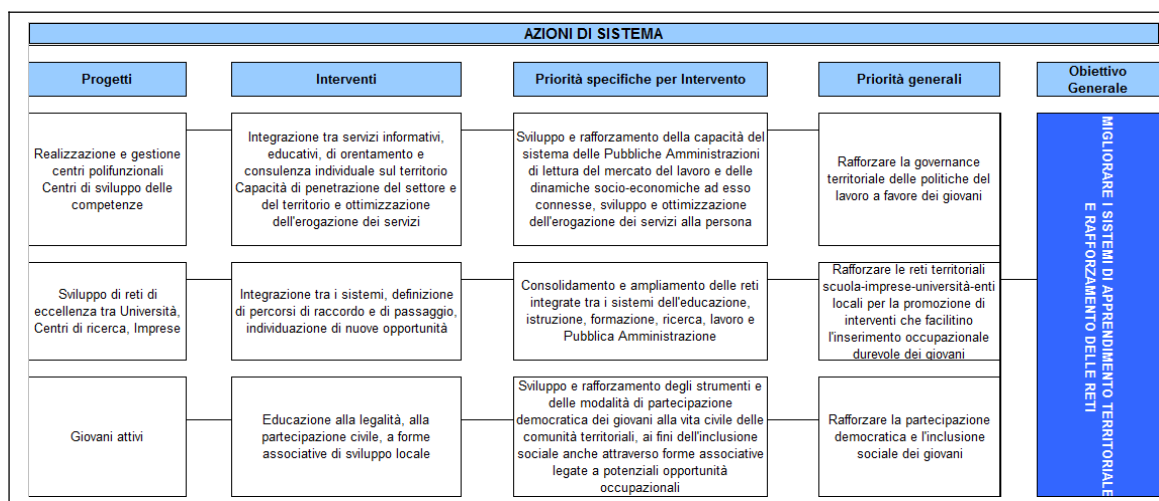 AZIONI DI SISTEMA
Progetti
Interventi
Priorità specifiche per Intervento
Priorità generali
Obiettivo
Generale
Realizzazione e gestione
centri polifunzionali
Centri di sviluppo delle
competenze
Integrazione tra servizi informativi,
educativi, di orentamento e
consulenza individuale sul territorio
Capacità di penetrazione del settore e
del territorio e ottimizzazione
dell'erogazione dei servizi
Sviluppo e rafforzamento della capacità del
sistema delle Pubbliche Amministrazioni
di lettura del mercato del lavoro e delle
dinamiche socio-economiche ad esso
connesse, sviluppo e ottimizzazione
dell'erogazione dei servizi alla persona
Rafforzare la governance
territoriale delle politiche del
lavoro a favore dei giovani
Sviluppo di reti di
eccellenza tra Università,
Centri di ricerca, Imprese
Integrazione tra i sistemi, definizione
di percorsi di raccordo e di passaggio,
individuazione di nuove opportunità
Consolidamento e ampliamento delle reti
integrate tra i sistemi dell'educazione,
istruzione, formazione, ricerca, lavoro e
Pubblica Amministrazione
Rafforzare le reti territoriali
scuola-imprese-università-enti
locali per la promozione di
interventi che facilitino
l'inserimento occupazionale
durevole dei giovani
Giovani attivi
Educazione alla legalità, alla
partecipazione civile, a forme
associative di sviluppo locale
Sviluppo e rafforzamento degli strumenti e
delle modalità di partecipazione
democratica dei giovani alla vita civile delle
comunità territoriali, ai fini dell'inclusione
sociale anche attraverso forme associative
legate a potenziali opportunità
occupazionali
Rafforzare la partecipazione
democratica e l'inclusione
sociale dei giovani
MIGLIORARE I SISTEMI DI APPRENDIMENTO TERRITORIALE
E RAFFORZAMENTO DELLE RETI